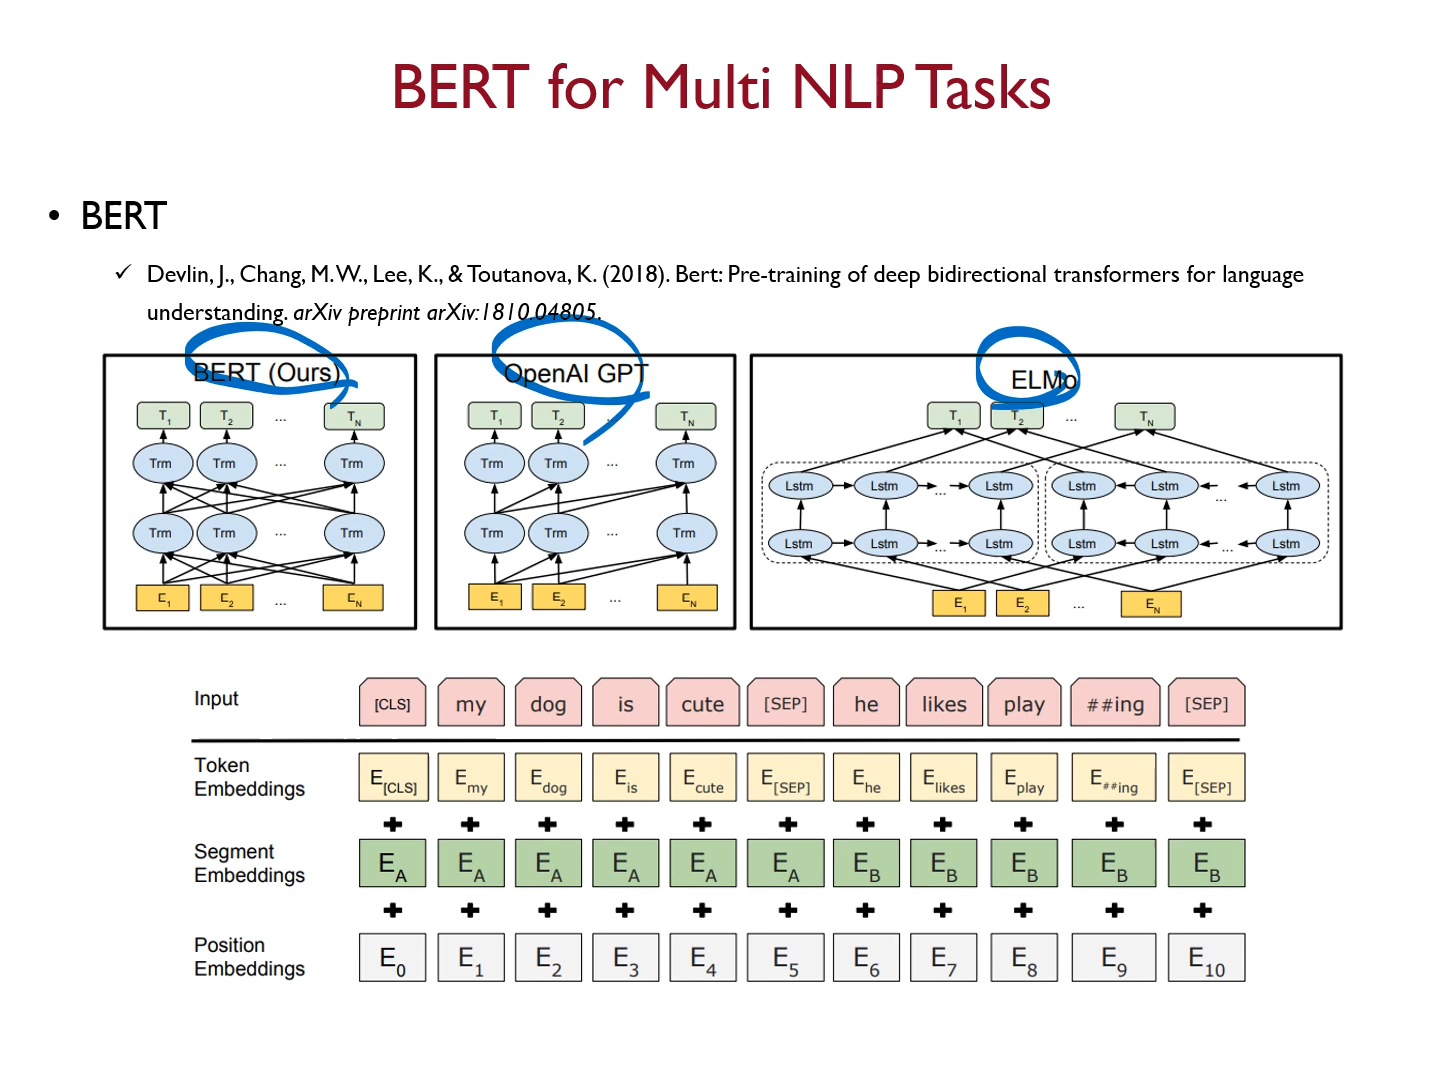 BERT for Multi NLP Tasks
• BERT
✓ Devlin, J., Chang, M. W., Lee, K., & Toutanova, K. (2018). Bert: Pre-training of deep bidirectional transformers for language
understanding. arXiv preprint arXiv:1810.04805.
BERT (Ours)
T1 T2 ... TN
Trm Trm ... Trm
Trm Trm ... Trm
E1 E2 ... EN
OpenAI GPT
T1 T2 ... TN
Trm Trm ... Trm
Trm Trm ... Trm
E1 E2 ... EN
ELMo
T1 T2 ... TN
Lstm Lstm ... Lstm Lstm Lstm ... Lstm
Lstm Lstm ... Lstm Lstm Lstm ... Lstm
E1 E2 ... EN
Input [CLS] my dog is cute [SEP] he likes play ##ing [SEP]
Token
Embeddings E[CLS] Emy Edog Eis Ecute E[SEP] Ehe Elikes Eplay E##ing E[SEP]
+ + + + + + + + + + +
Segment
Embeddings EA EA EA EA EA EA EB EB EB EB EB
+ + + + + + + + + + +
Position
Embeddings E0 E1 E2 E3 E4 E5 E6 E7 E8 E9 E10